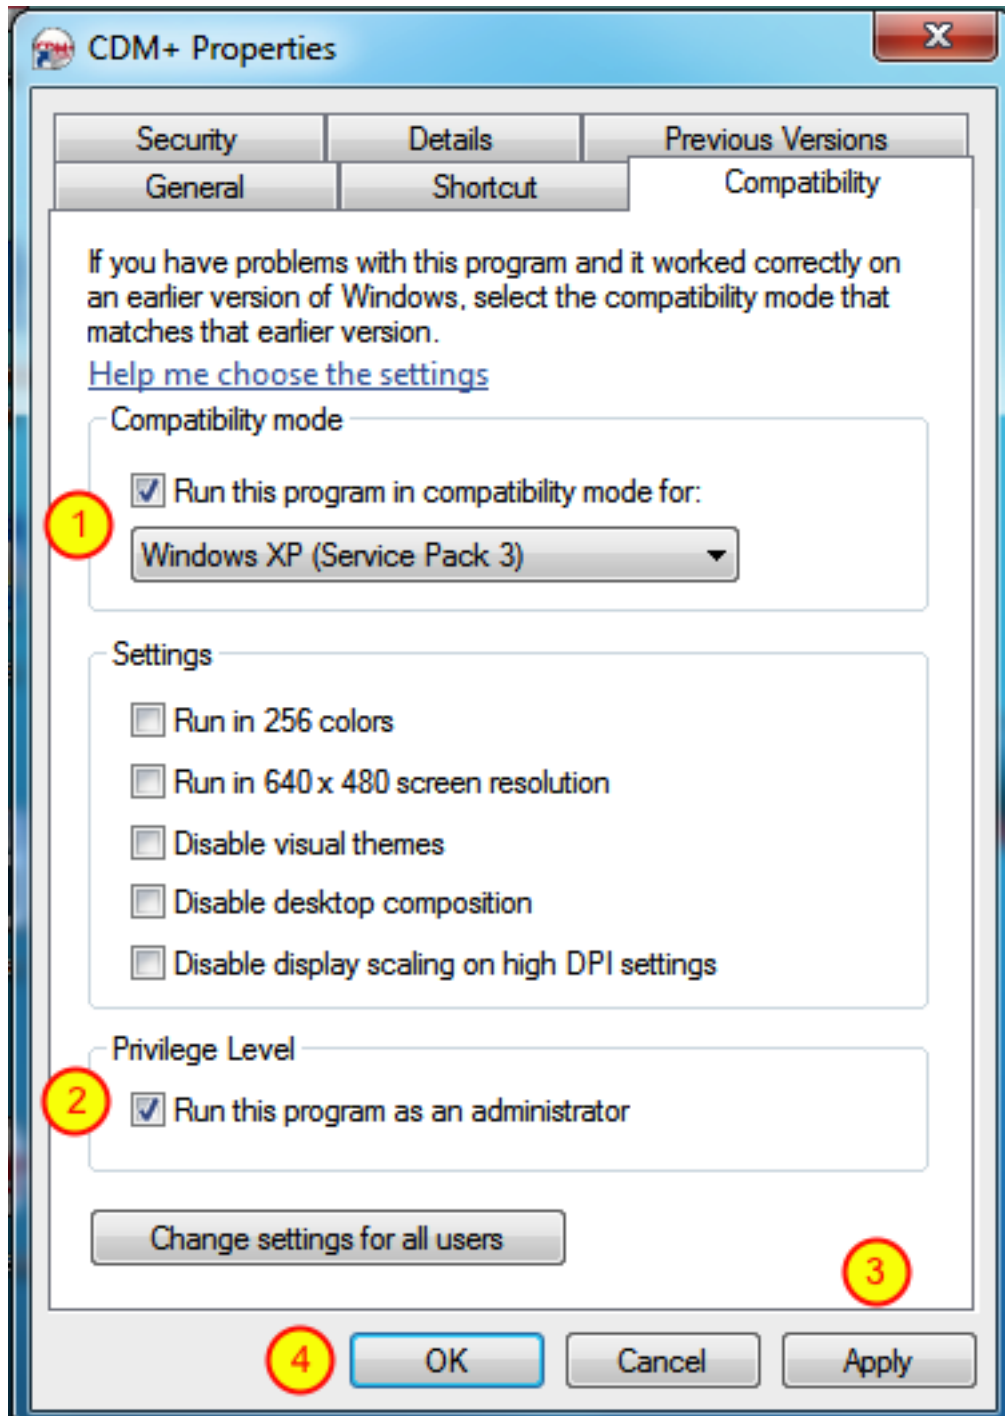 CDM+ Properties
Security Details Previous Versions
General Shortcut Compatibility
If you have problems with this program and it worked correctly on
an earlier version of Windows, select the compatibility mode that
matches that earlier version.
Help me choose the settings
Compatibility mode
Run this program in compatibility mode for:
1
Windows XP (Service Pack 3)
Settings
Run in 256 colors
Run in 640 x 480 screen resolution
Disable visual themes
Disable desktop composition
Disable display scaling on high DPI settings
Privilege Level
2 Run this program as an administrator
Change settings for all users
3
4 OK Cancel Apply